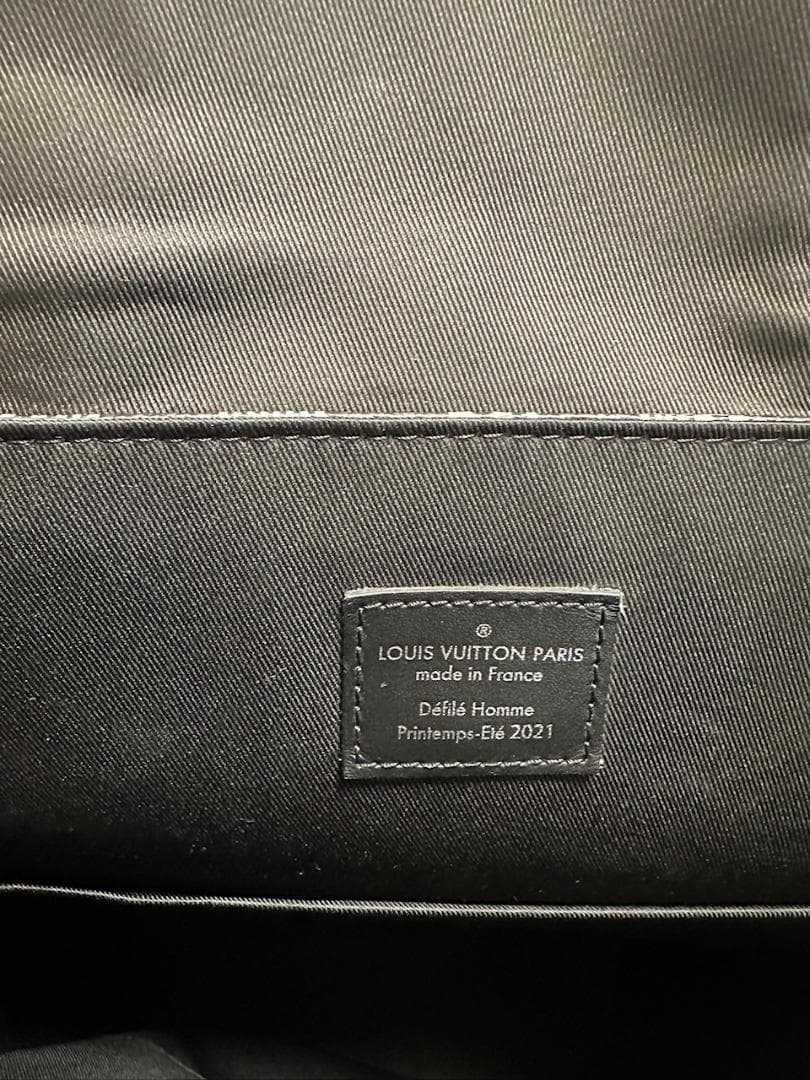 ®
LOUIS VUITTON PARIS
made in France
Défilé Homme
Printemps-Eté 2021